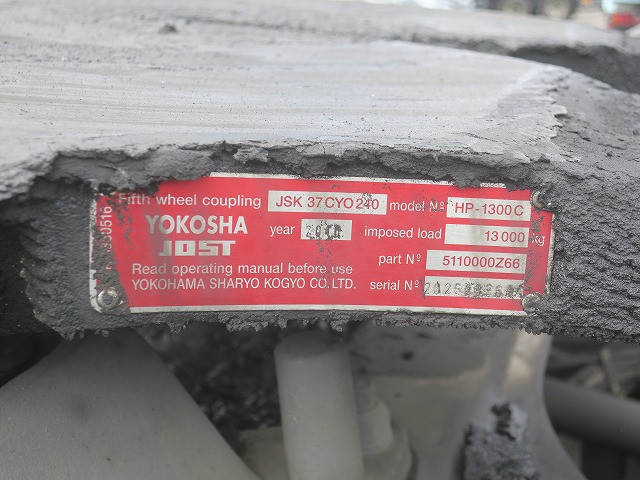 Fifth wheel coupling JSK 37CYO240 model Nº HP-1300C
YOKOSHA year imposed load 13 000 kg
JOST part Nº 5110000Z66
Read operating manual before use
YOKOHAMA SHARYO KOGYO CO.LTD. serial Nº